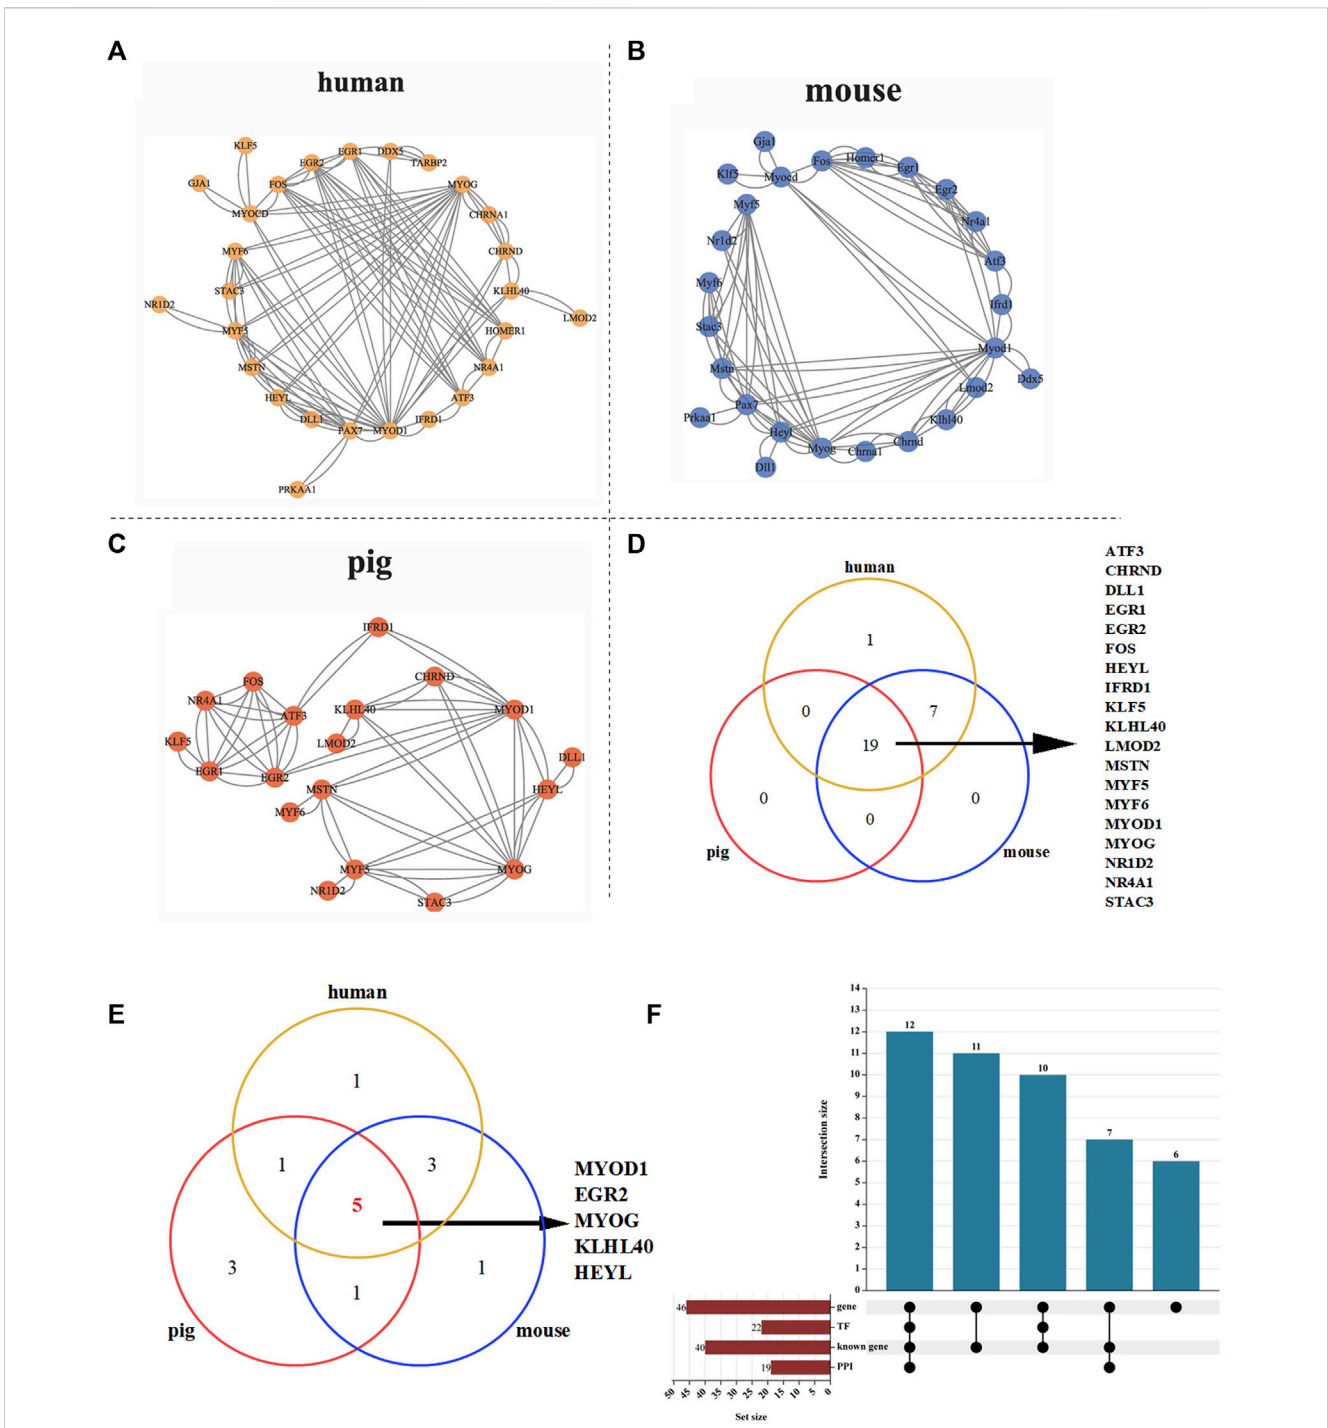 A
human
KLF5
EGR1
DDX5
EGR2
TARBP2
GJA1
FOS
MYOG
MYOCD
CHRNA1
MYF6
CHRND
STAC3
KLHL40
NR1D2
LMOD2
MYF5
HOMER1
MSTN
NR4A1
HEYL
ATF3
DLL1
IFRD1
PAX7
MYOD1
PRKAA1
B
mouse
Gja1
Fos
Homer1
Egr1
Klf5
Myocd
Egr2
Myf5
Nr4a1
Nr1d2
Atf3
Myf6
Ifrd1
Stac3
Myod1
Mstn
Ddx5
Lmod2
Pax7
Prkaa1
Klhl40
Heyl
Chrnd
Myog
Chrna1
Dll1
C
pig
IFRD1
FOS
CHRND
NR4A1
KLHL40
MYOD1
ATF3
KLF5
LMOD2
DLL1
EGR1
EGR2
MSTN
HEYL
MYF6
MYF5
MYOG
NR1D2
STAC3
D
human
1
0
7
19
0
0
0
pig
mouse
ATF3
CHRND
DLL1
EGR1
EGR2
FOS
HEYL
IFRD1
KLF5
KLHL40
LMOD2
MSTN
MYF5
MYF6
MYOD1
MYOG
NR1D2
NR4A1
STAC3
E
human
1
1
3
5
3
1
1
pig
mouse
MYOD1
EGR2
MYOG
KLHL40
HEYL
F
14
13
12
11
10
9
8
7
6
5
4
3
2
1
0
Intersection size
12
11
10
7
6
46
gene
22
TF
40
known gene
19
PPI
50 45 40 35 30 25 20 15 10 5 0
Set size